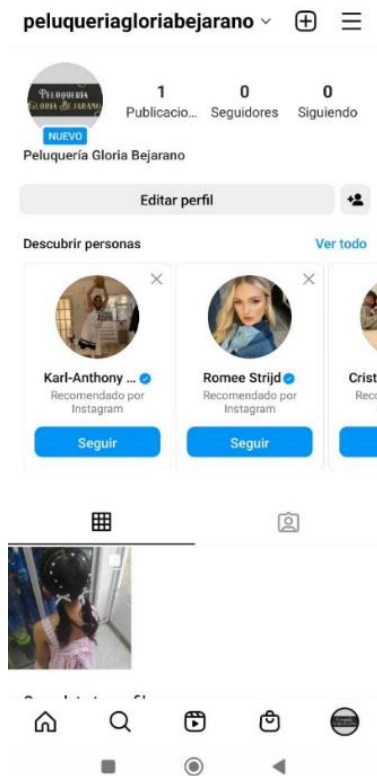 peluqueriagloriabejarano
PELUQUERÍA
GLORIA BEJARANO
NUEVO
1
Publicacio...
0
Seguidores
0
Siguiendo
Peluquería Gloria Bejarano
Editar perfil
Descubrir personas
Ver todo
Karl-Anthony ...
Recomendado por
Instagram
Seguir
Romee Strijd
Recomendado por
Instagram
Seguir
Crist
Reco